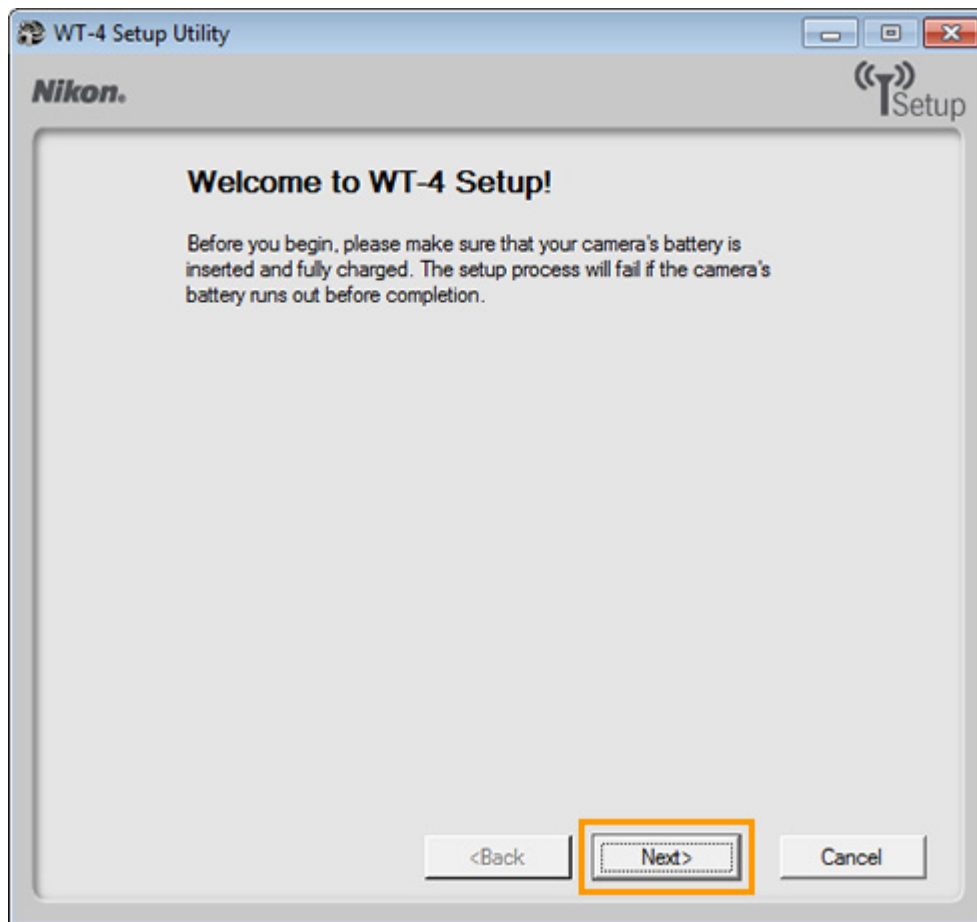 WT-4 Setup Utility
Nikon®
Setup
Welcome to WT-4 Setup!
Before you begin, please make sure that your camera's battery is
inserted and fully charged. The setup process will fail if the camera's
battery runs out before completion.
<Back
Next>
Cancel